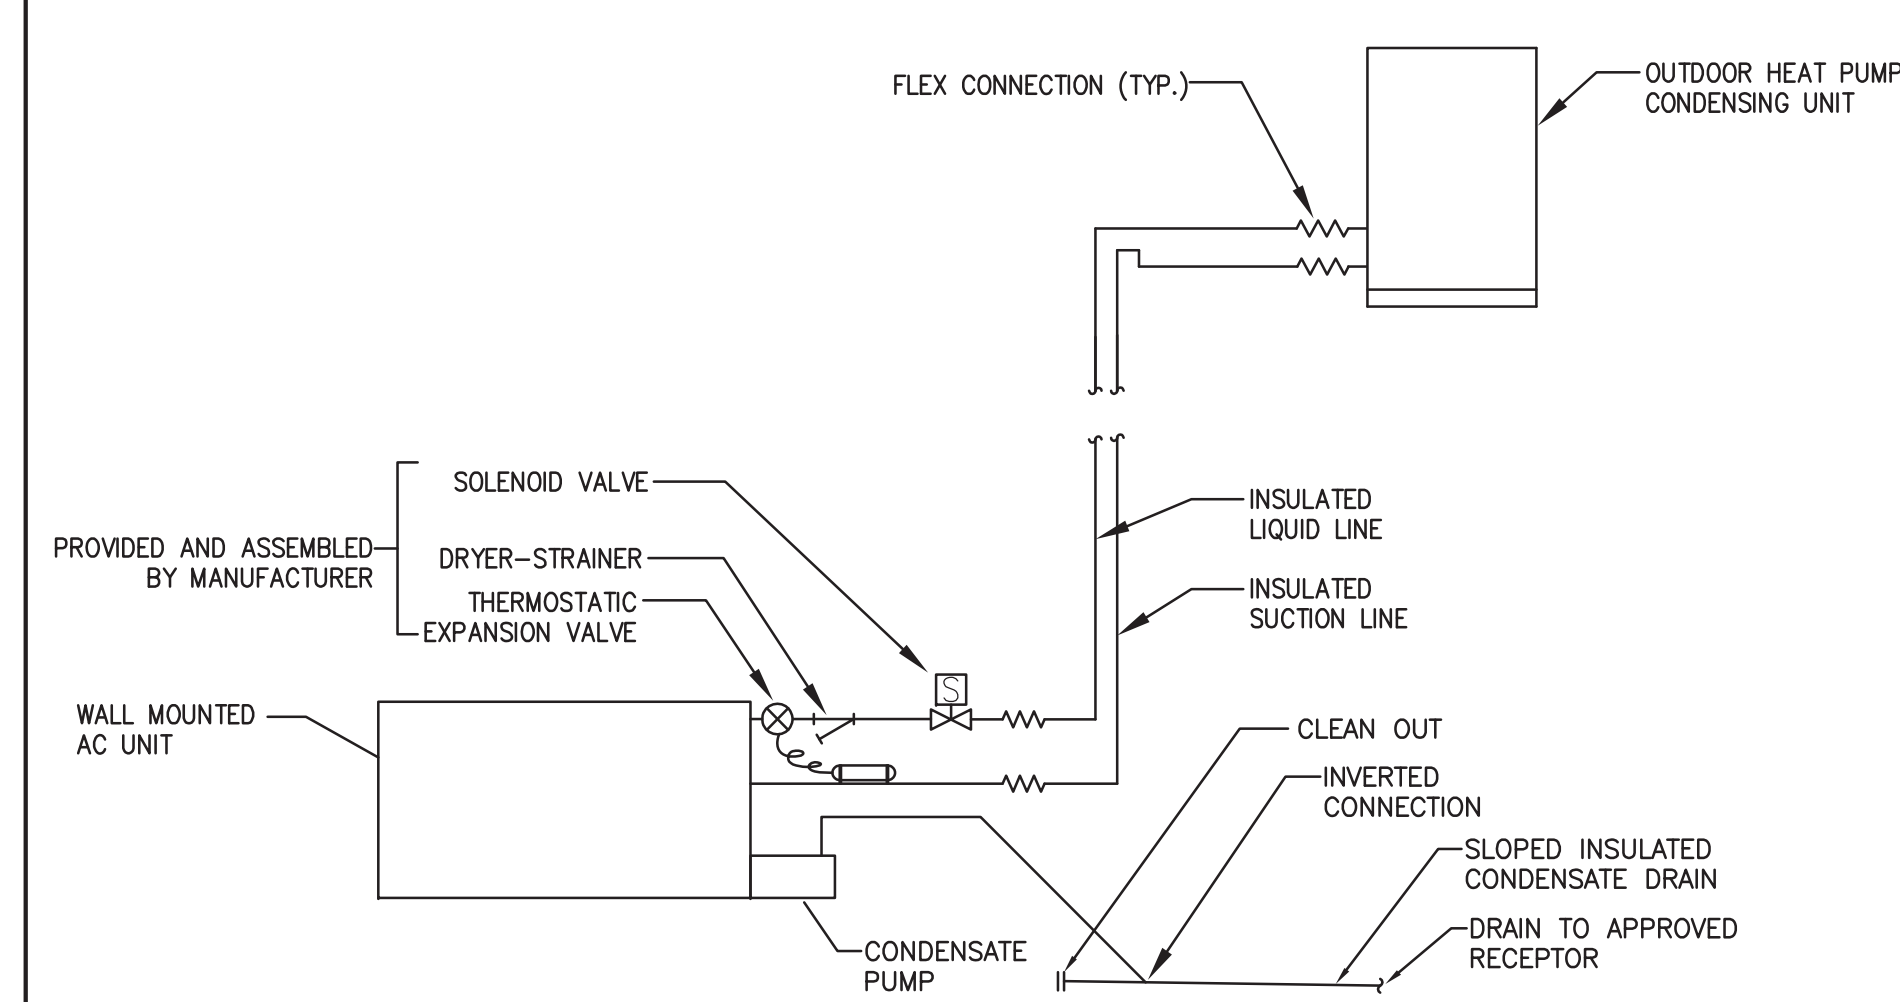 FLEX CONNECTION (TYP.)
OUTDOOR HEAT PUMP
CONDENSING UNIT
SOLENOID VALVE
PROVIDED AND ASSEMBLED
BY MANUFACTURER
DRYER-STRAINER
THERMOSTATIC
EXPANSION VALVE
INSULATED
LIQUID LINE
INSULATED
SUCTION LINE
S
WALL MOUNTED
AC UNIT
CLEAN OUT
INVERTED
CONNECTION
SLOPED INSULATED
CONDENSATE DRAIN
DRAIN TO APPROVED
RECEPTOR
CONDENSATE
PUMP